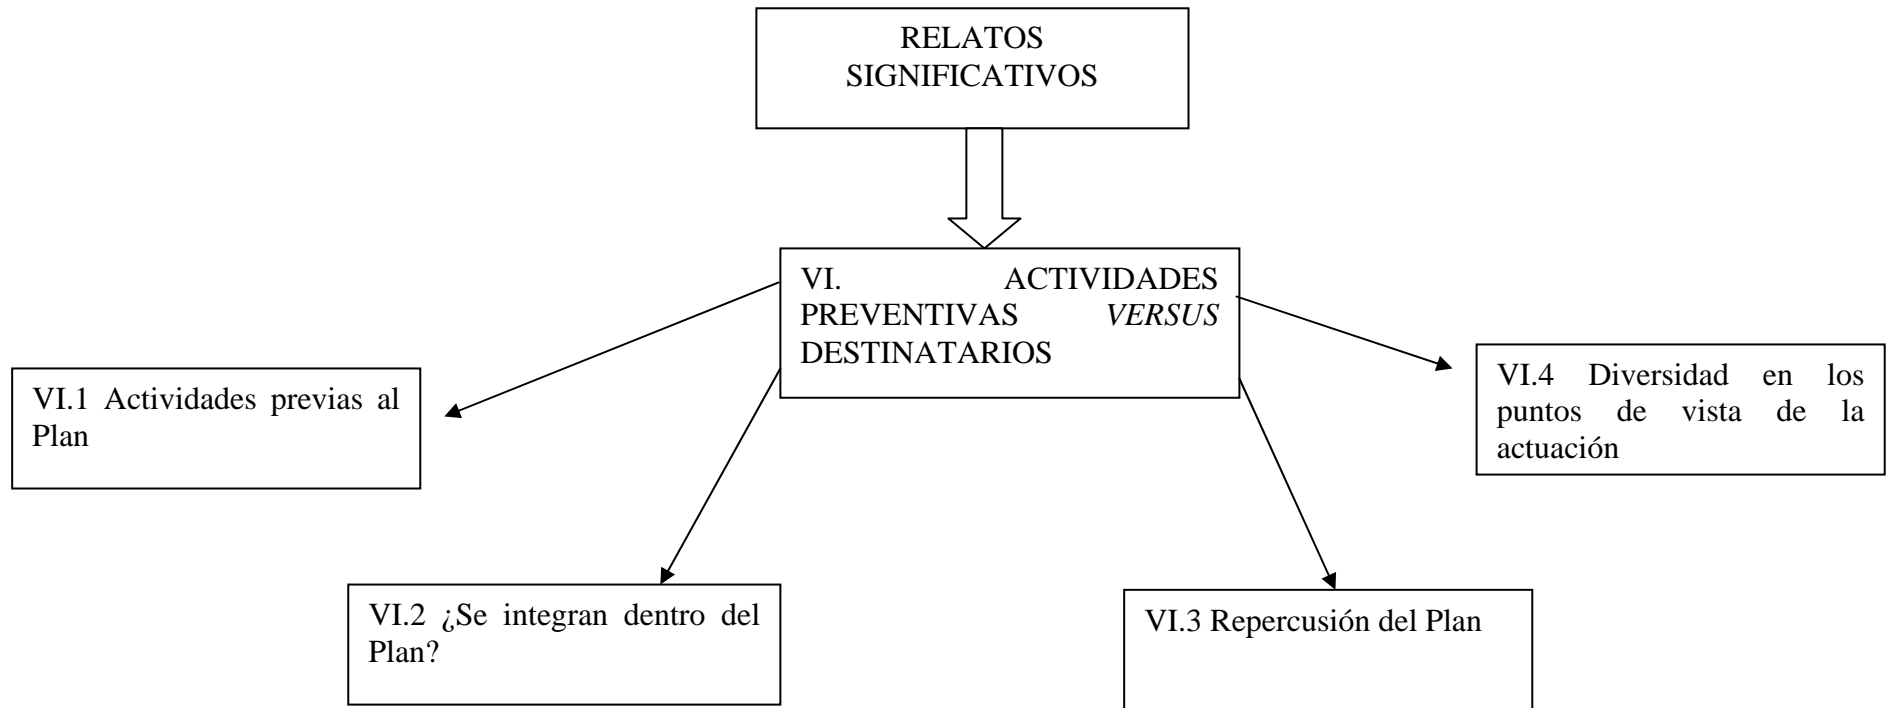 RELATOS
SIGNIFICATIVOS
VI. ACTIVIDADES
PREVENTIVAS VERSUS
DESTINATARIOS
VI.1 Actividades previas al
Plan
VI.2 ¿Se integran dentro del
Plan?
VI.3 Repercusión del Plan
VI.4 Diversidad en los
puntos de vista de la
actuación